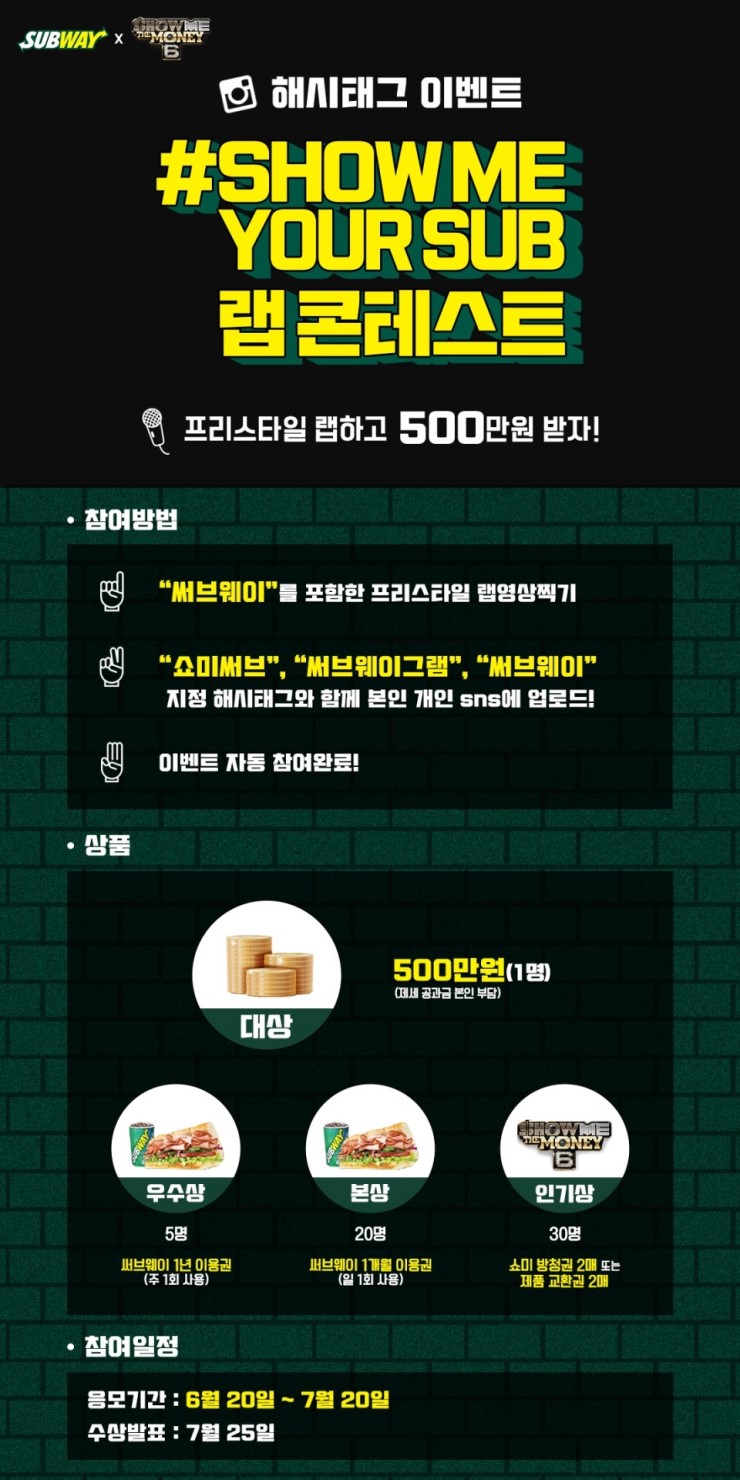 SUBWAY x SHOW ME THE MONEY 6
해시태그 이벤트
#SHOW ME
YOUR SUB
랩 콘테스트
프리스타일 랩하고 500만원 받자!
• 참여방법
“써브웨이”를 포함한 프리스타일 랩영상찍기
“쇼미써브”, “써브웨이그램”, “써브웨이”
지정 해시태그와 함께 본인 개인 sns에 업로드!
이벤트 자동 참여완료!
• 상품
500만원(1명)
(제세 공과금 본인 부담)
대상
SUBWAY
SUBWAY
SHOW ME THE MONEY 6
우수상
본상
인기상
5명
20명
30명
써브웨이 1년 이용권
(주 1회 사용)
써브웨이 1개월 이용권
(일 1회 사용)
쇼미 방청권 2매 또는
제품 교환권 2매
• 참여일정
응모기간 : 6월 20일 ~ 7월 20일
수상발표 : 7월 25일